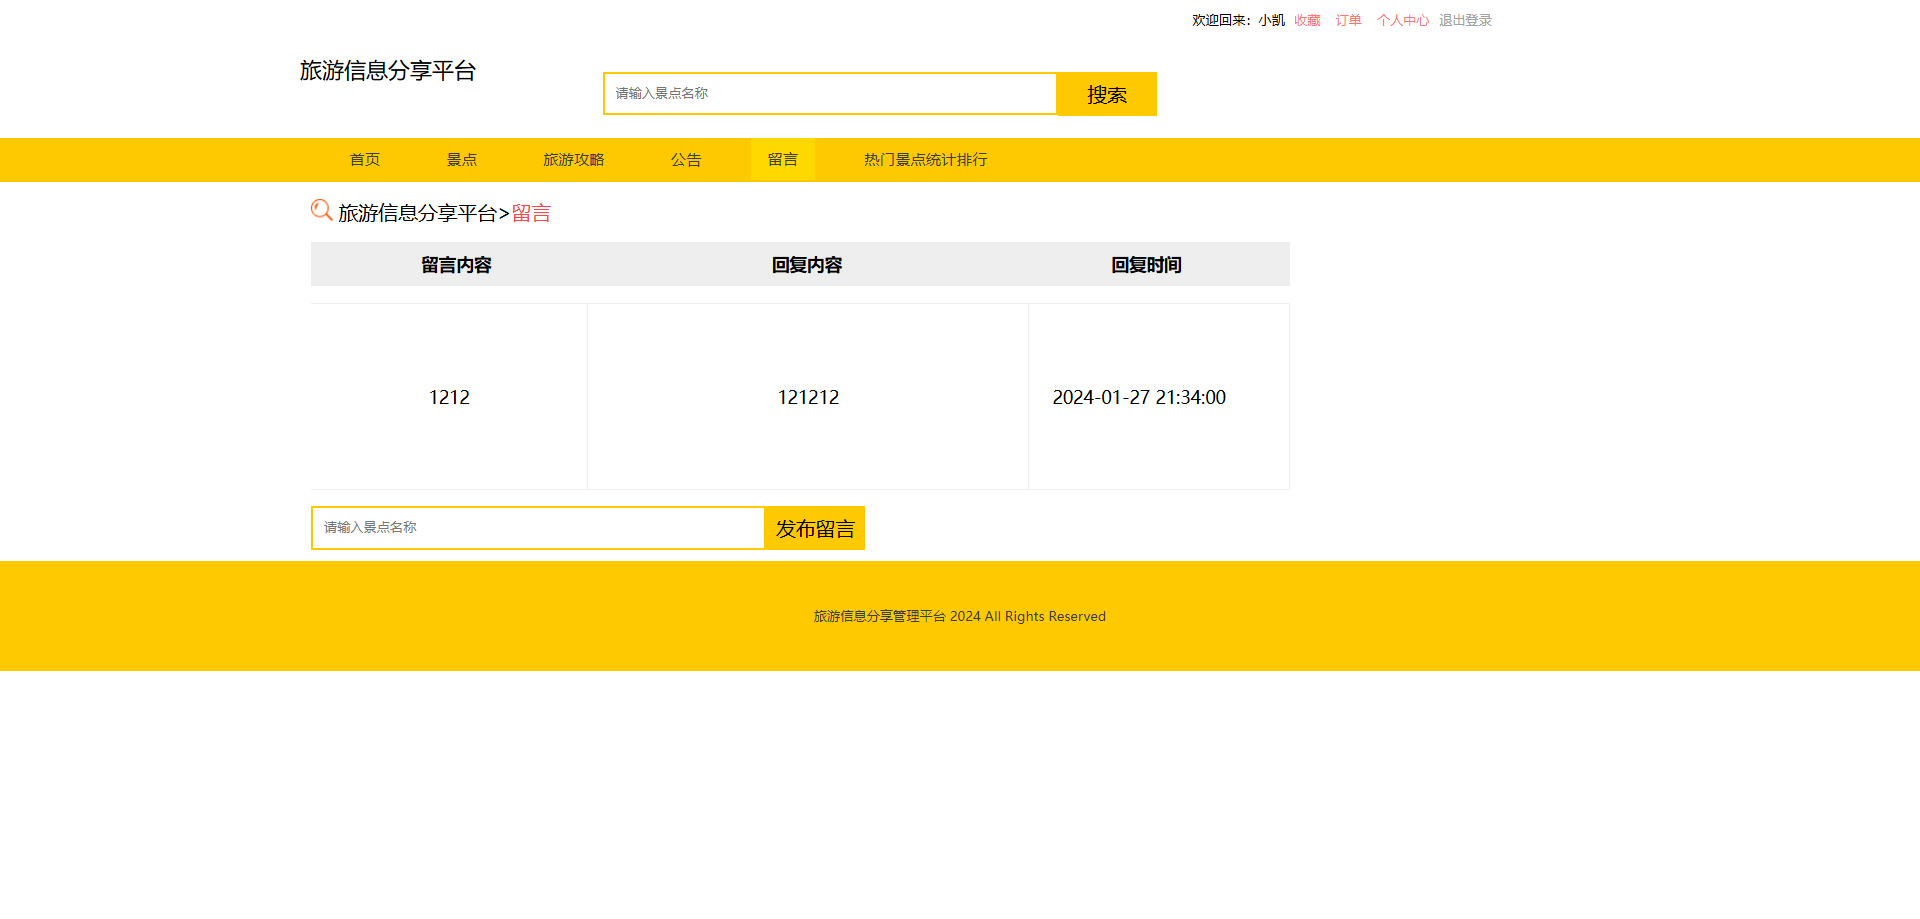 欢迎回来：小凯 收藏 订单 个人中心 退出登录
旅游信息分享平台
请输入景点名称 搜索
首页 景点 旅游攻略 公告 留言 热门景点统计排行
旅游信息分享平台>留言
留言内容 回复内容 回复时间
1212 121212 2024-01-27 21:34:00
请输入景点名称 发布留言
旅游信息分享管理平台 2024 All Rights Reserved